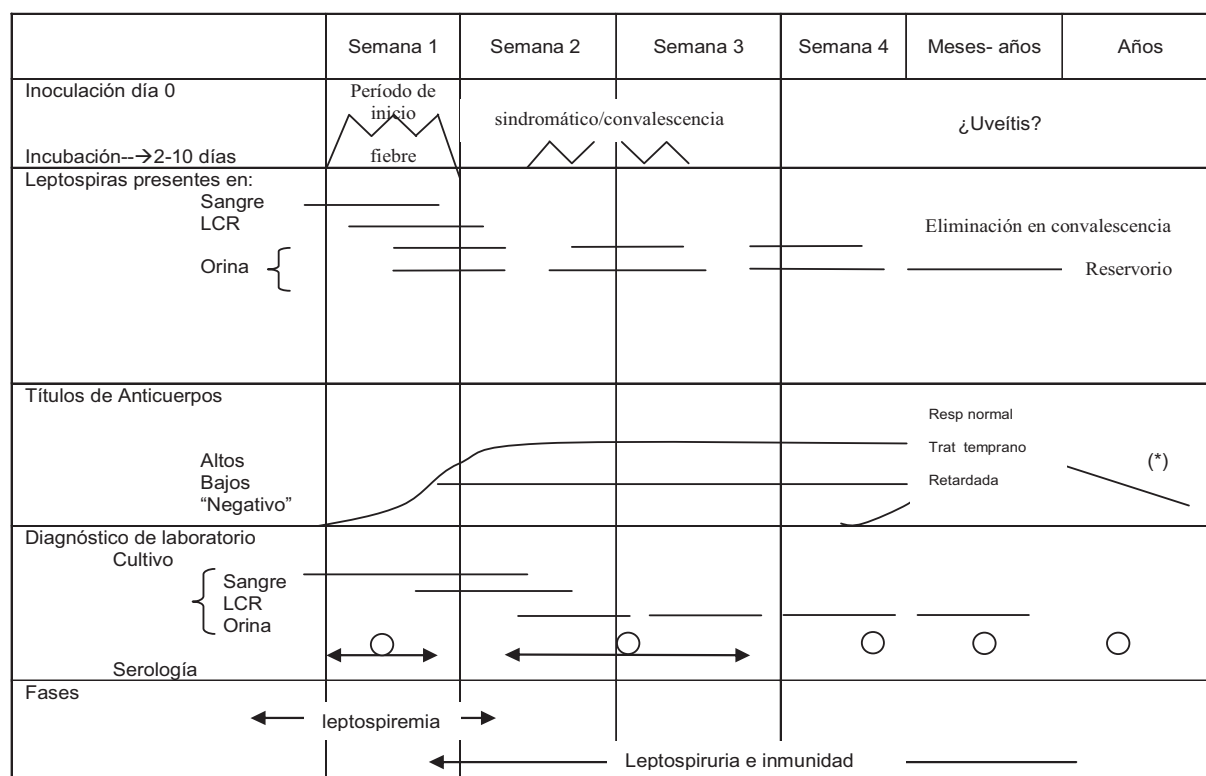 Semana 1 Semana 2 Semana 3 Semana 4 Meses- años Años
Inoculación día 0
Período de
inicio
sindromático/convalescencia
¿Uveítis?
Incubación--→2-10 días
fiebre
Leptospiras presentes en:
Sangre
LCR
Eliminación en convalescencia
Orina
Reservorio
Títulos de Anticuerpos
Resp normal
Trat temprano
Altos
(*)
Bajos
Retardada
“Negativo”
Diagnóstico de laboratorio
Cultivo
Sangre
LCR
Orina
Serología
Fases
leptospiremia
Leptospiruria e inmunidad